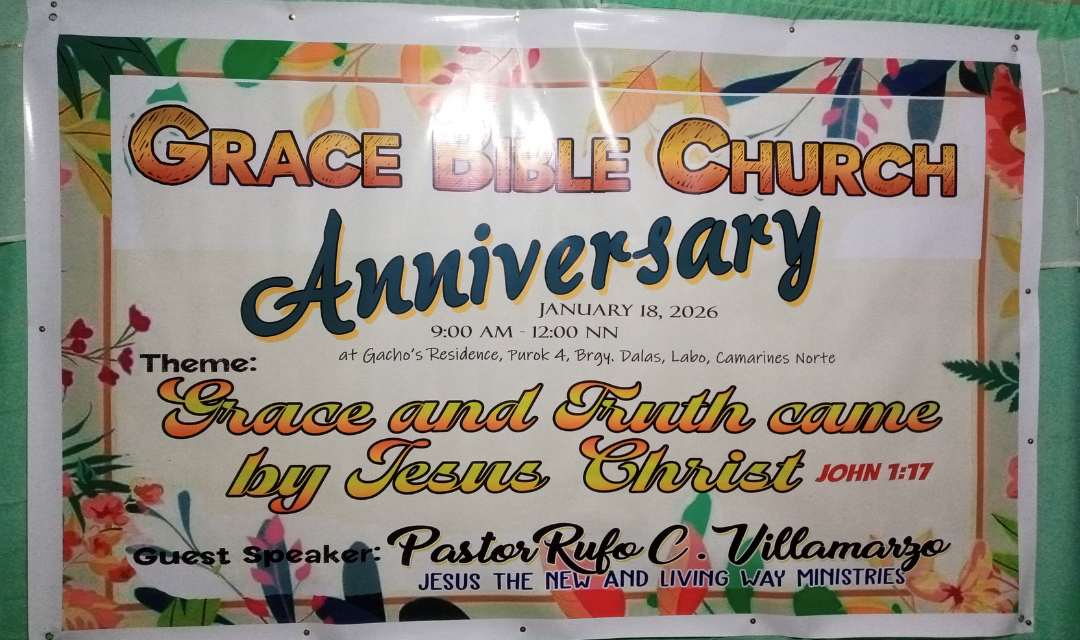 GRACE BIBLE CHURCH
Anniversary
JANUARY 18, 2026
9:00 AM - 12:00 NN
at Gacho's Residence, Purok 4, Brgy. Dalas, Labo, Camarines Norte
Theme:
Grace and Truth came
by Jesus Christ JOHN 1:17
Guest Speaker: Pastor Rufo C. Villamarzo
JESUS THE NEW AND LIVING WAY MINISTRIES